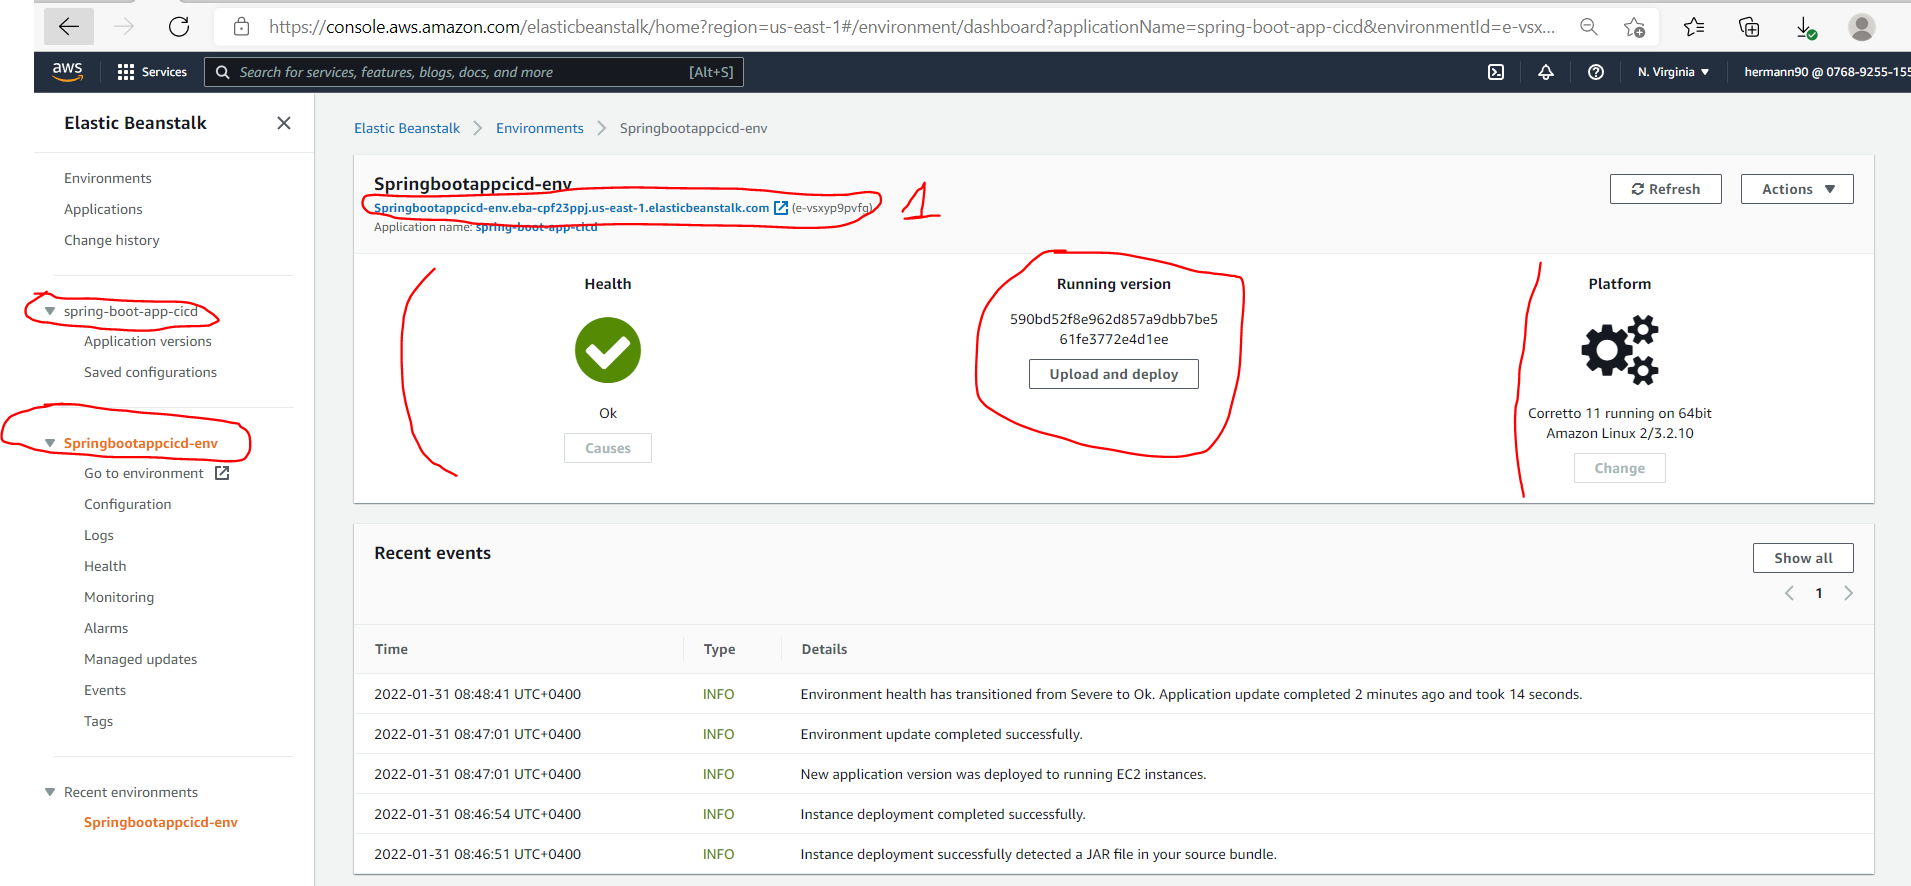 https://console.aws.amazon.com/elasticbeanstalk/home?region=us-east-1#/environment/dashboard?applicationName=spring-boot-app-cicd&environmentId=e-vsx...
aws
Services
Search for services, features, blogs, docs, and more
[Alt+S]
N. Virginia
hermann90 @ 0768-9255-155
Elastic Beanstalk
Environments
Applications
Change history
spring-boot-app-cicd
Application versions
Saved configurations
Springbootappcicd-env
Go to environment
Configuration
Logs
Health
Monitoring
Alarms
Managed updates
Events
Tags
Recent environments
Springbootappcicd-env
Elastic Beanstalk > Environments > Springbootappcicd-env
Springbootappcicd-env
Springbootappcicd-env.eba-cpf23ppj.us-east-1.elasticbeanstalk.com (e-vsxyp9pvfq)
1
Application name: spring-boot-app-cicd
Refresh
Actions
Health
Ok
Causes
Running version
590bd52f8e962d857a9dbb7be5
61fe3772e4d1ee
Upload and deploy
Platform
Corretto 11 running on 64bit
Amazon Linux 2/3.2.10
Change
Recent events
Show all
1
Time Type Details
2022-01-31 08:48:41 UTC+0400 INFO Environment health has transitioned from Severe to Ok. Application update completed 2 minutes ago and took 14 seconds.
2022-01-31 08:47:01 UTC+0400 INFO Environment update completed successfully.
2022-01-31 08:47:01 UTC+0400 INFO New application version was deployed to running EC2 instances.
2022-01-31 08:46:54 UTC+0400 INFO Instance deployment completed successfully.
2022-01-31 08:46:51 UTC+0400 INFO Instance deployment successfully detected a JAR file in your source bundle.